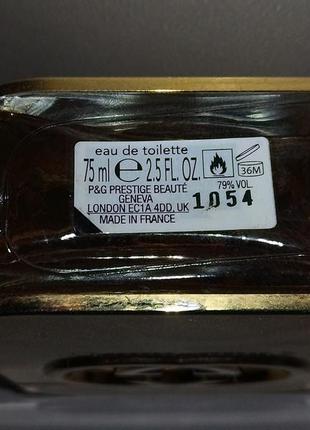 eau de toilette
75 ml ℮ 2.5 FL. OZ.
36M
P&G PRESTIGE BEAUTÉ
79% VOL.
GENEVA
1054
LONDON EC1A 4DD, UK
MADE IN FRANCE